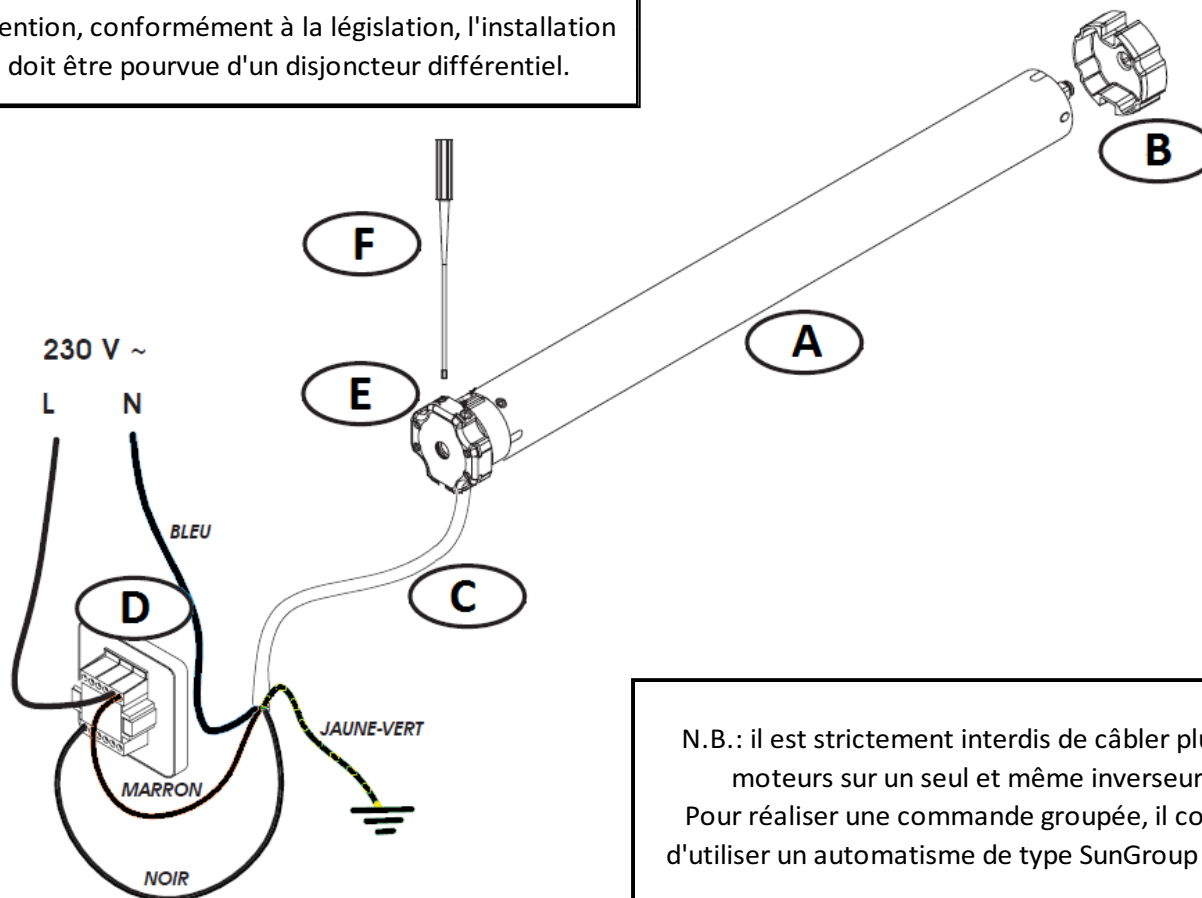 ention, conformément à la législation, l'installation
doit être pourvue d'un disjoncteur différentiel.
B
F
A
230 V ~
E
L N
BLEU
C
D
JAUNE-VERT
MARRON
NOIR
N.B.: il est strictement interdis de câbler plu
moteurs sur un seul et même inverseur
Pour réaliser une commande groupée, il co
d'utiliser un automatisme de type SunGroup